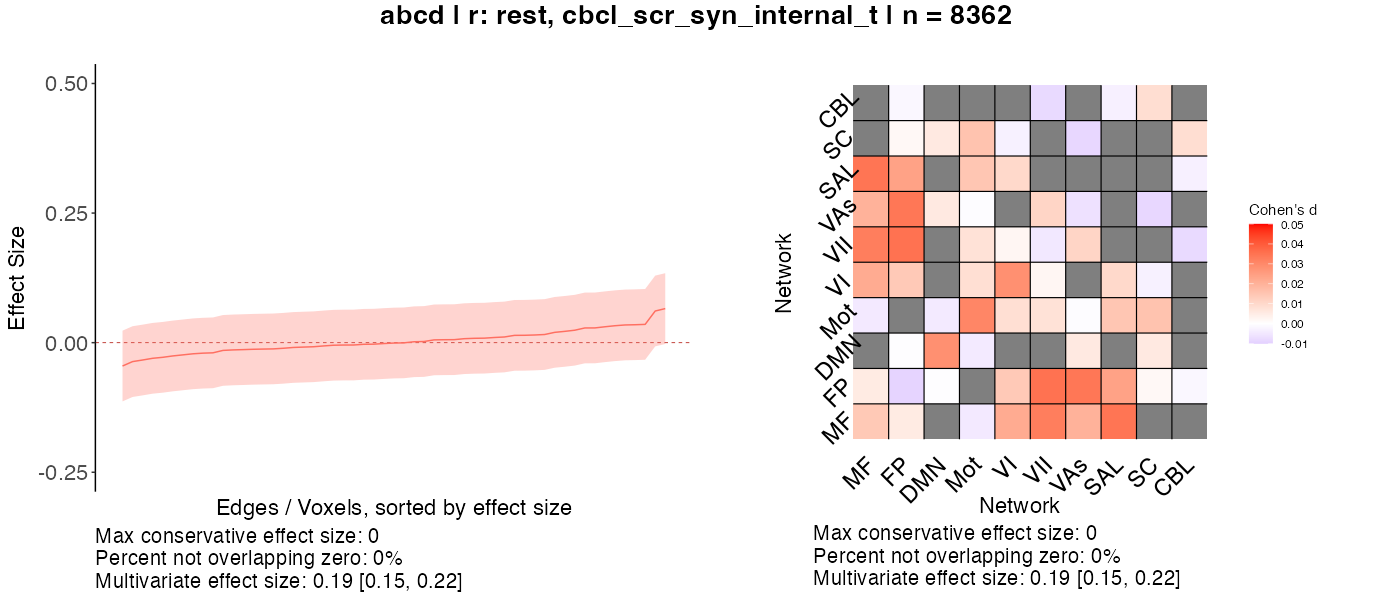 abcd | r: rest, cbcl_scr_syn_internal_t | n = 8362
Effect Size
0.50
0.25
0.00
-0.25
Edges / Voxels, sorted by effect size
Max conservative effect size: 0
Percent not overlapping zero: 0%
Multivariate effect size: 0.19 [0.15, 0.22]
Network
CBL
SC
SAL
VAs
VII
VI
Mot
DMN
FP
MF
MF
FP
DMN
Mot
VI
VII
VAs
SAL
SC
CBL
Network
Max conservative effect size: 0
Percent not overlapping zero: 0%
Multivariate effect size: 0.19 [0.15, 0.22]
Cohen's d
0.05
0.04
0.03
0.02
0.01
0.00
-0.01